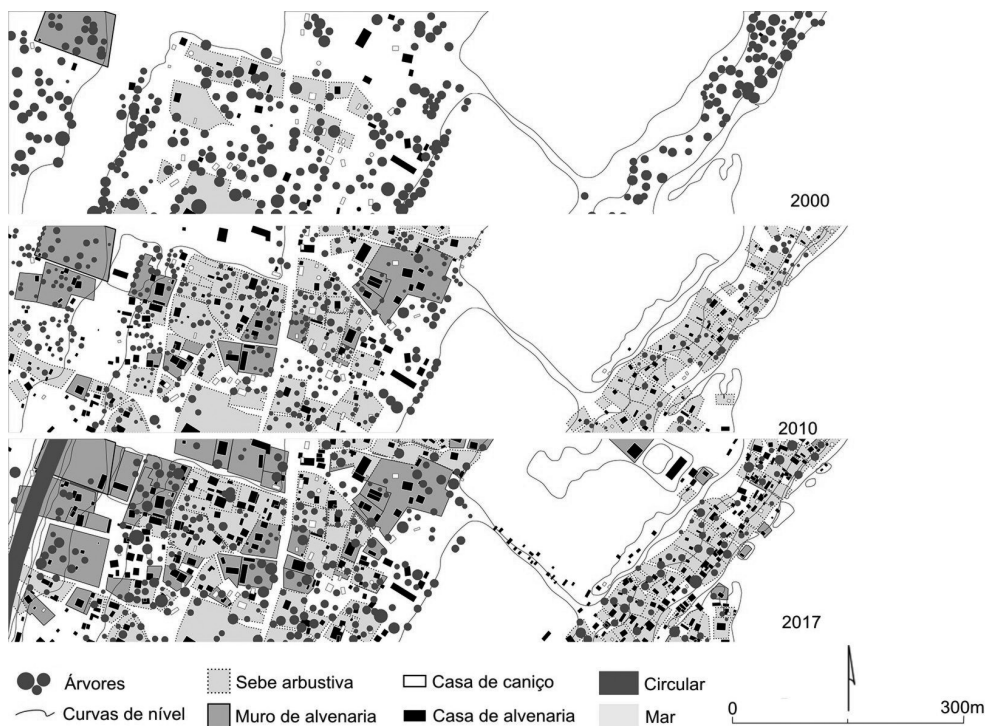 2000
2010
2017
Árvores
Sebe arbustiva
Casa de caniço
Circular
Curvas de nível
Muro de alvenaria
Casa de alvenaria
Mar
0
300m